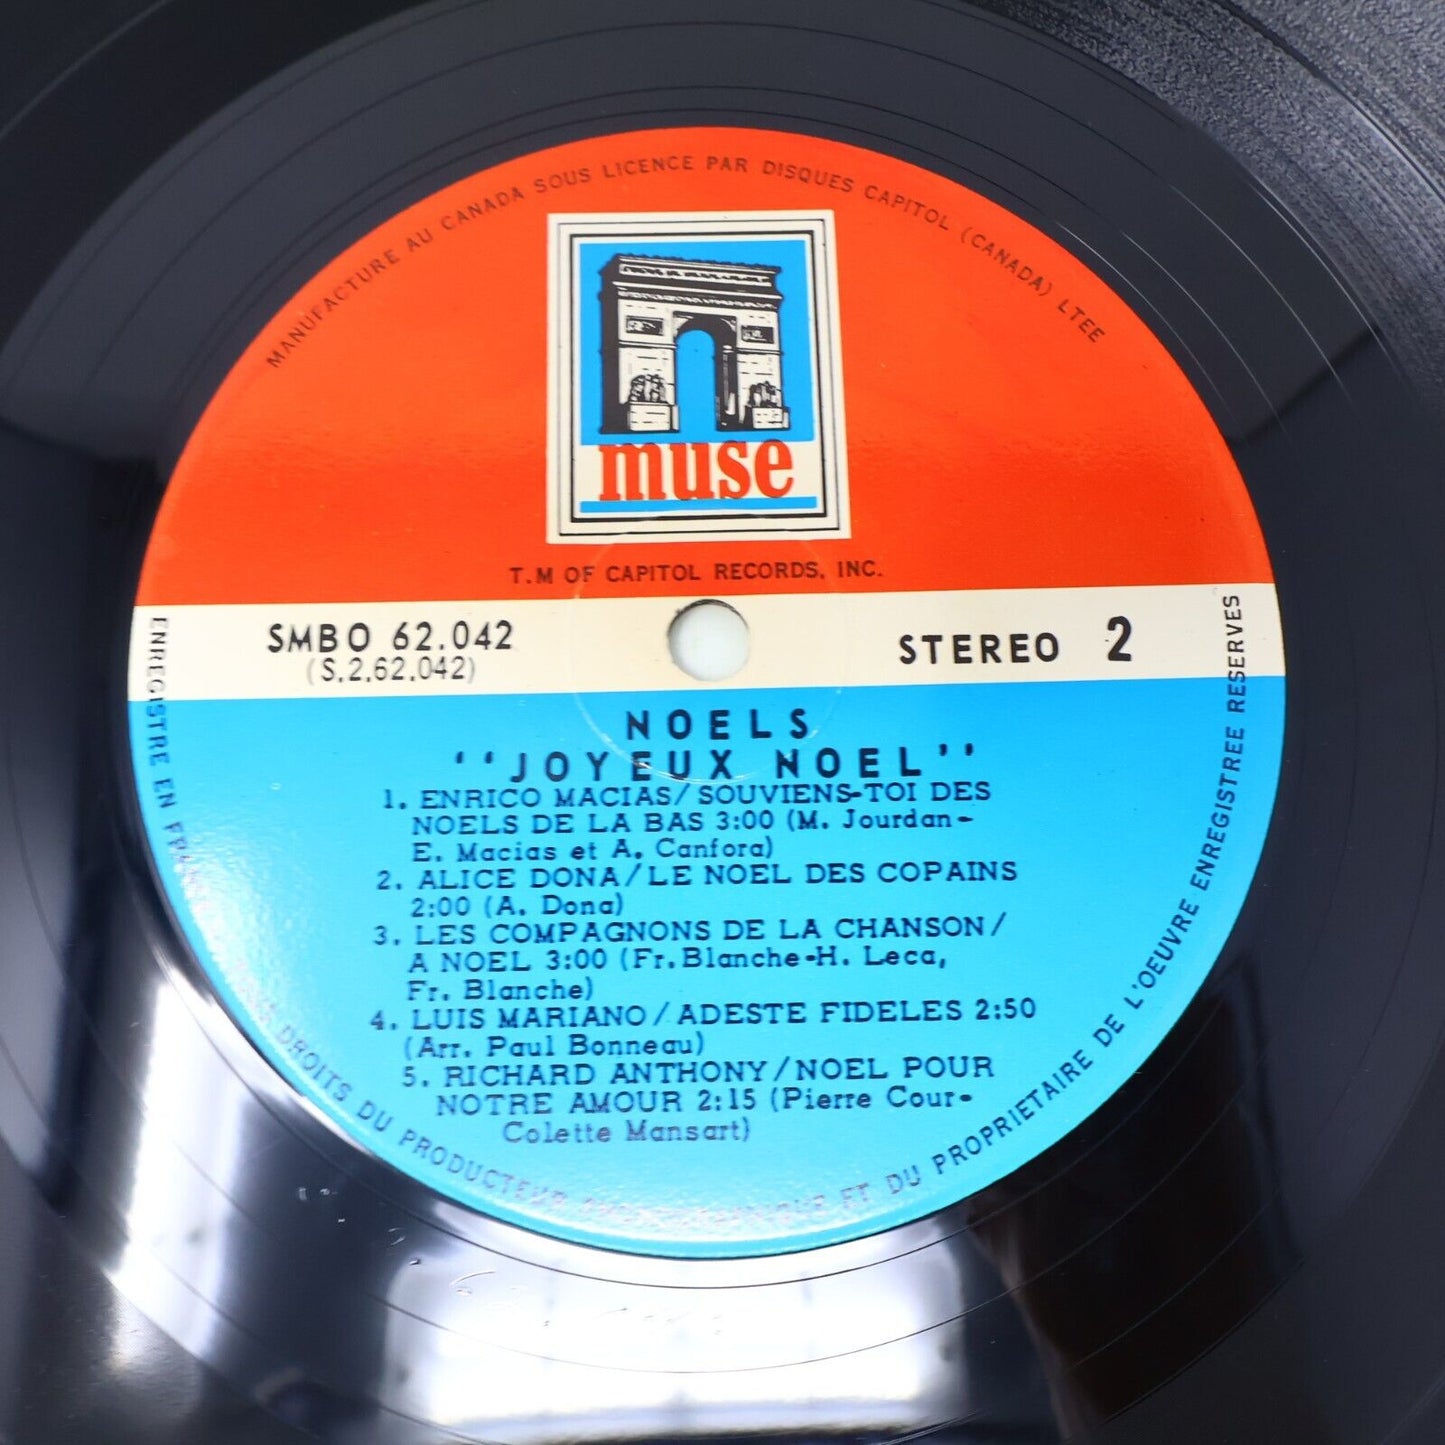 MANUFACTURE AU CANADA SOUS LICENCE PAR DISQUES CAPITOL (CANADA) LTEE
muse
T.M OF CAPITOL RECORDS, INC.
SMBO 62.042
(S.2,62,042)
STEREO 2
NOELS
''JOYEUX NOEL''
1. ENRICO MACIAS/SOUVIENS-TOI DES
NOELS DE LA BAS 3:00 (M. Jourdan-
E. Macias et A. Canfora)
2. ALICE DONA/LE NOEL DES COPAINS
2:00 (A. Dona)
3. LES COMPAGNONS DE LA CHANSON/
A NOEL 3:00 (Fr. Blanche-H. Leca,
Fr. Blanche)
4. LUIS MARIANO/ADESTE FIDELES 2:50
(Arr. Paul Bonneau)
5. RICHARD ANTHONY/NOEL POUR
NOTRE AMOUR 2:15 (Pierre Cour-
Colette Mansart)
ENREGISTRE EN DROITS DU PRODUCTEUR ET DU PROPRIETAIRE DE L'OEUVRE ENREGISTREE RESERVES